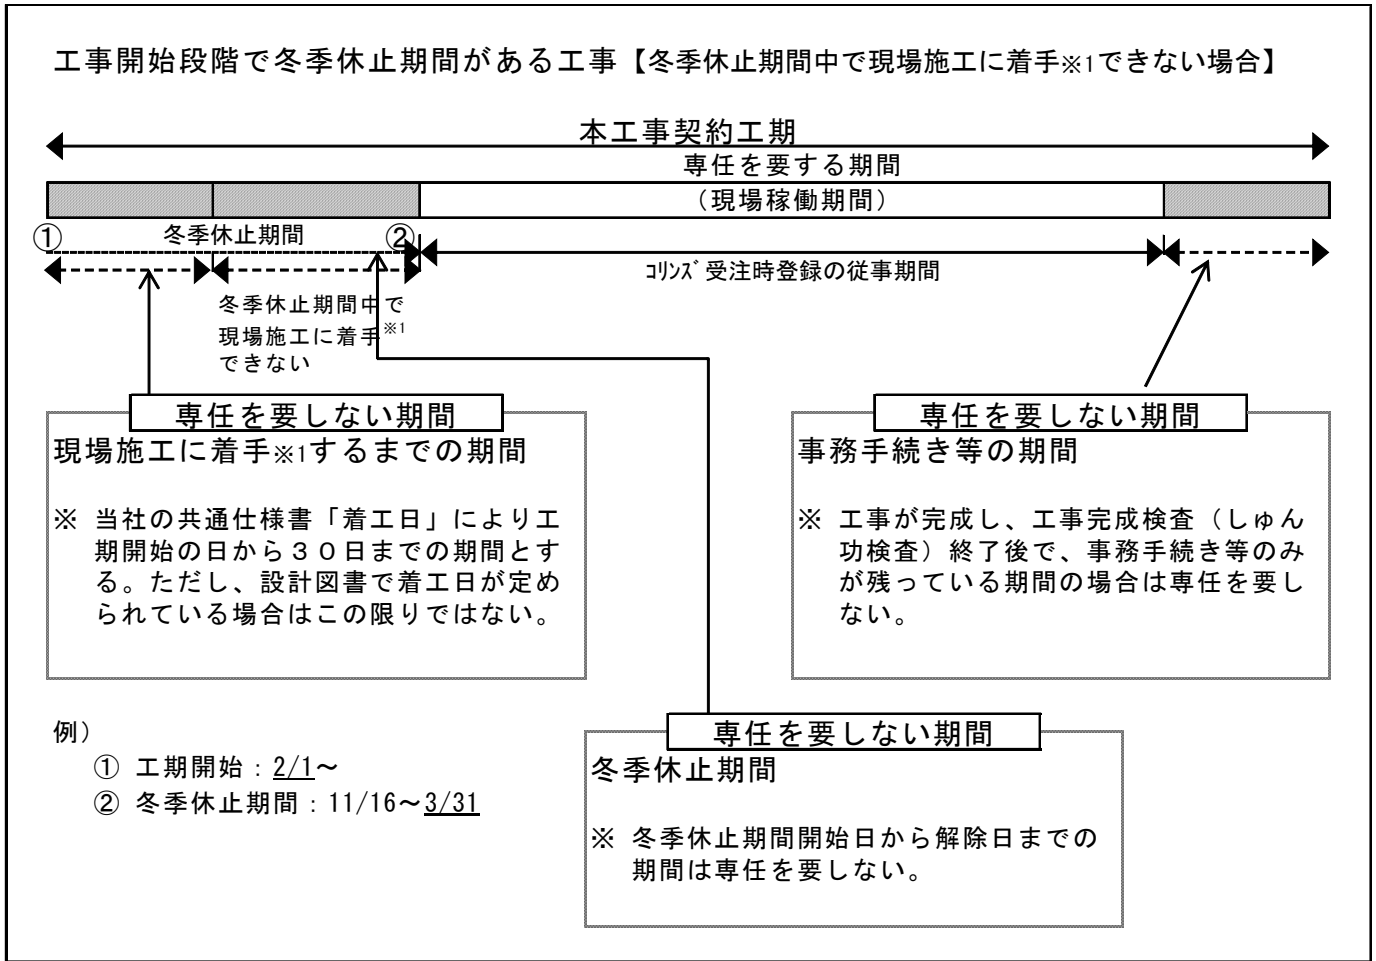 工事開始段階で冬季休止期間がある工事【冬季休止期間中で現場施工に着手※1できない場合】
本工事契約工期
専任を要する期間
（現場稼働期間）
① 冬季休止期間 ②
コリンズ受注時登録の従事期間
冬季休止期間中で
現場施工に着手※1
できない
専任を要しない期間
現場施工に着手※1するまでの期間
※ 当社の共通仕様書「着工日」により工
期開始の日から３０日までの期間とす
る。ただし、設計図書で着工日が定め
られている場合はこの限りではない。
専任を要しない期間
事務手続き等の期間
※ 工事が完成し、工事完成検査（しゅん
功検査）終了後で、事務手続き等のみ
が残っている期間の場合は専任を要し
ない。
例）
① 工期開始：2/1～
② 冬季休止期間：11/16～3/31
専任を要しない期間
冬季休止期間
※ 冬季休止期間開始日から解除日までの
期間は専任を要しない。